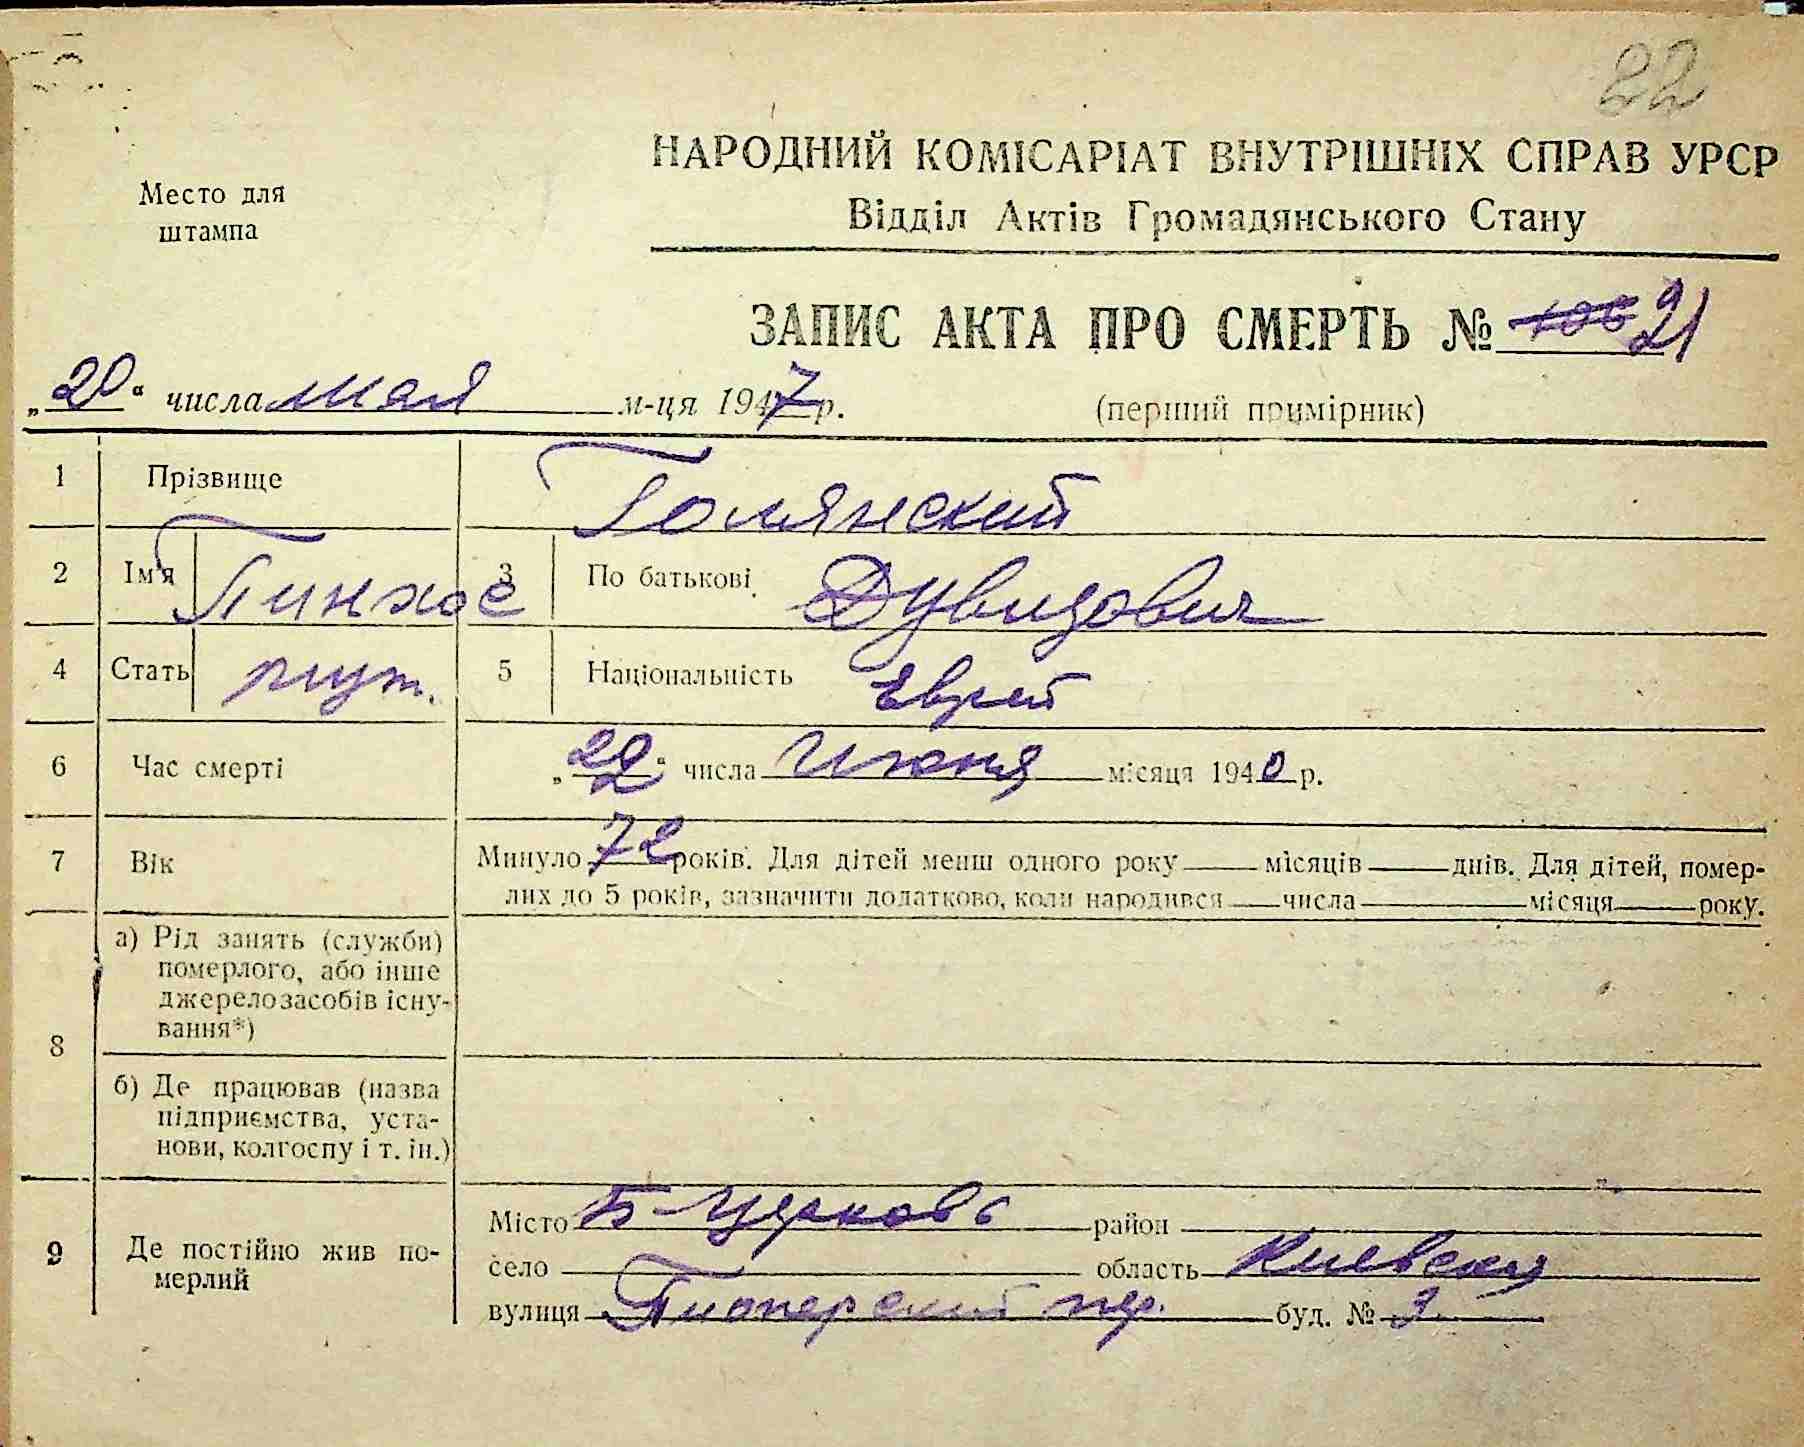 22
НАРОДНИЙ КОМІСАРІАТ ВНУТРІШНІХ СПРАВ УРСР
Место для
штампа
Відділ Актів Громадянського Стану
ЗАПИС АКТА ПРО СМЕРТЬ № 106 21
„20“ числа мая м-ця 1947 р. (перший примірник)
1 Прізвище Голянский
2 Ім'я Пинхос 3 По батькові Дувидович
4 Стать муж. 5 Національність Еврей
6 Час смерті „22“ числа Июня місяця 1940 р.
7 Вік Минуло 72 років. Для дітей менш одного року місяців днів. Для дітей, помер-
лих до 5 років, зазначити додатково, коли народився числа місяця року.
8 а) Рід занять (служби)
померлого, або інше
джерело засобів існу-
вання*)
б) Де працював (назва
підприємства, уста-
нови, колгоспу і т. ін.)
9 Де постійно жив по-
мерлий
Місто Б Церковь район
село область Киевская
вулиця Пионерский пер. буд. № 9